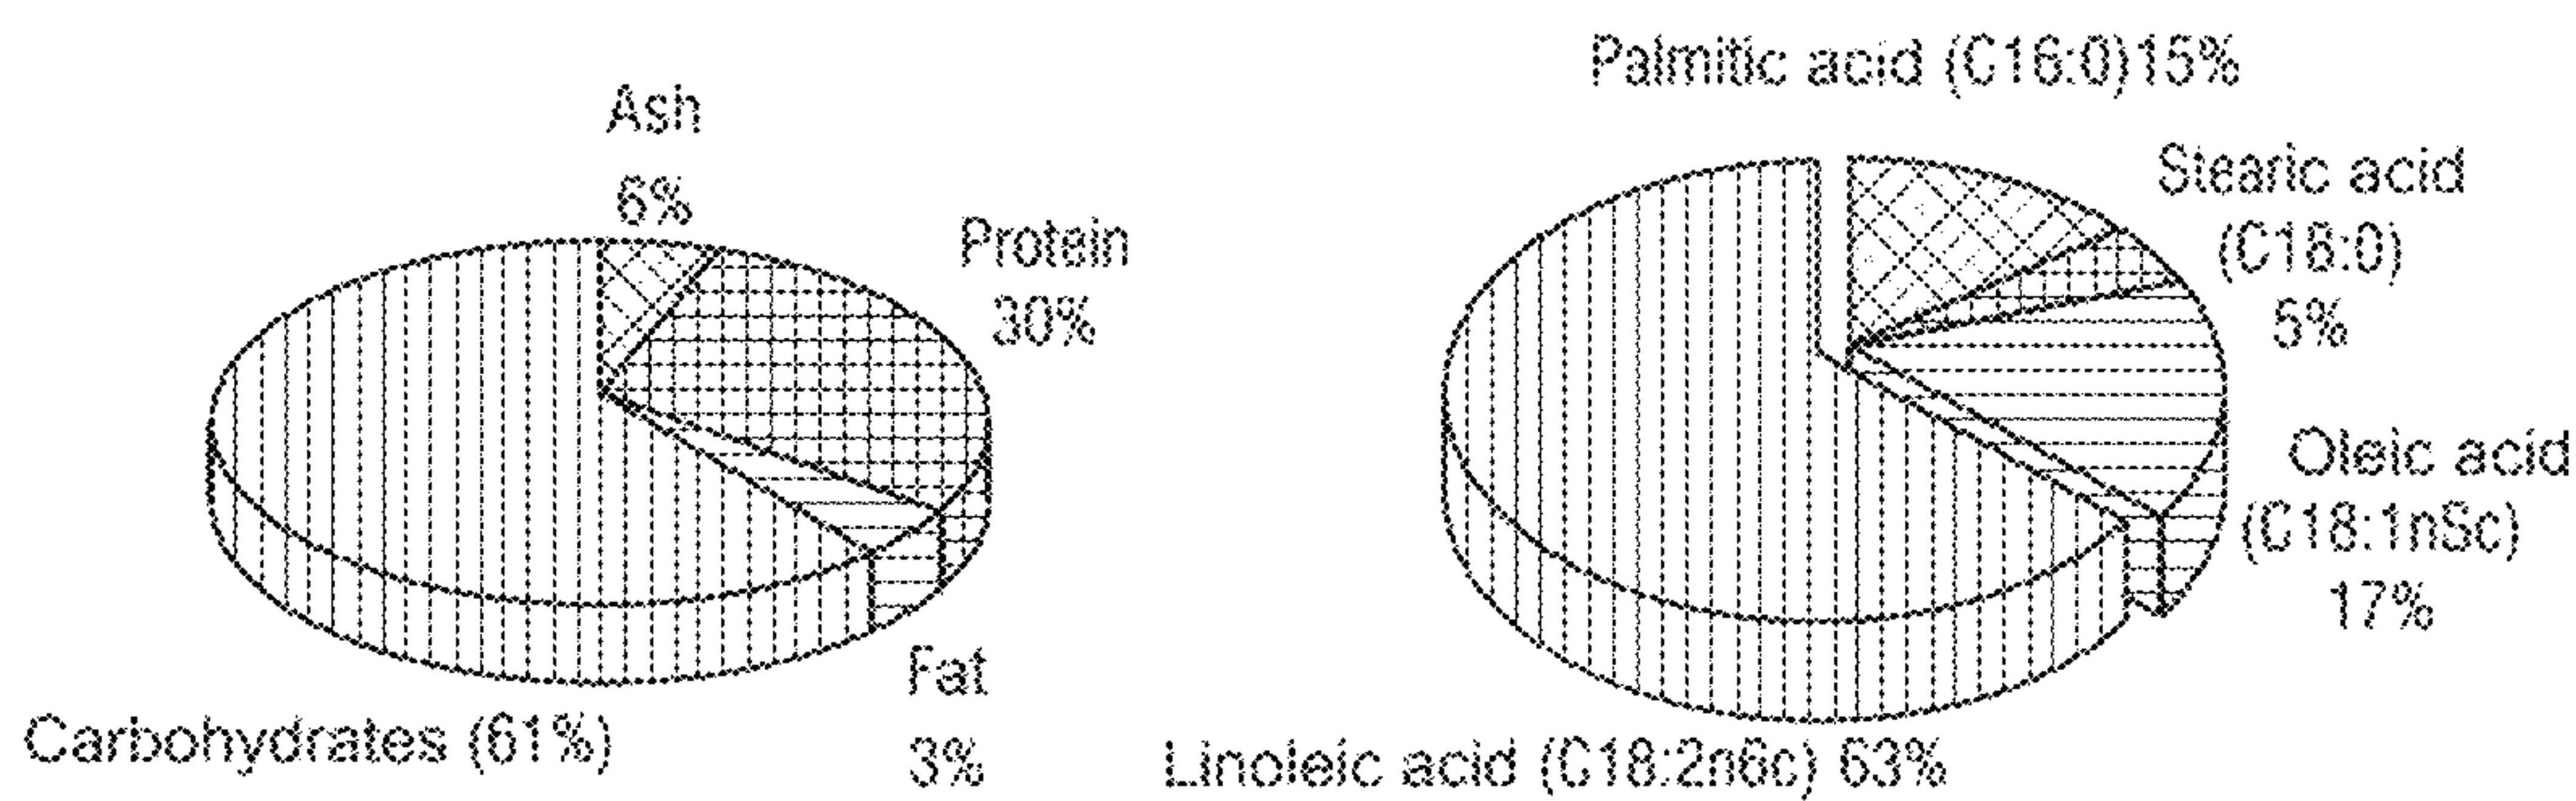 Ash
6%
Protein
30%
Fat
3%
Carbohydrates (61%)
Palmitic acid (C16:0)15%
Stearic acid
(C18:0)
5%
Oleic acid
(C18:1nSc)
17%
Linoleic acid (C18:2n6c) 63%